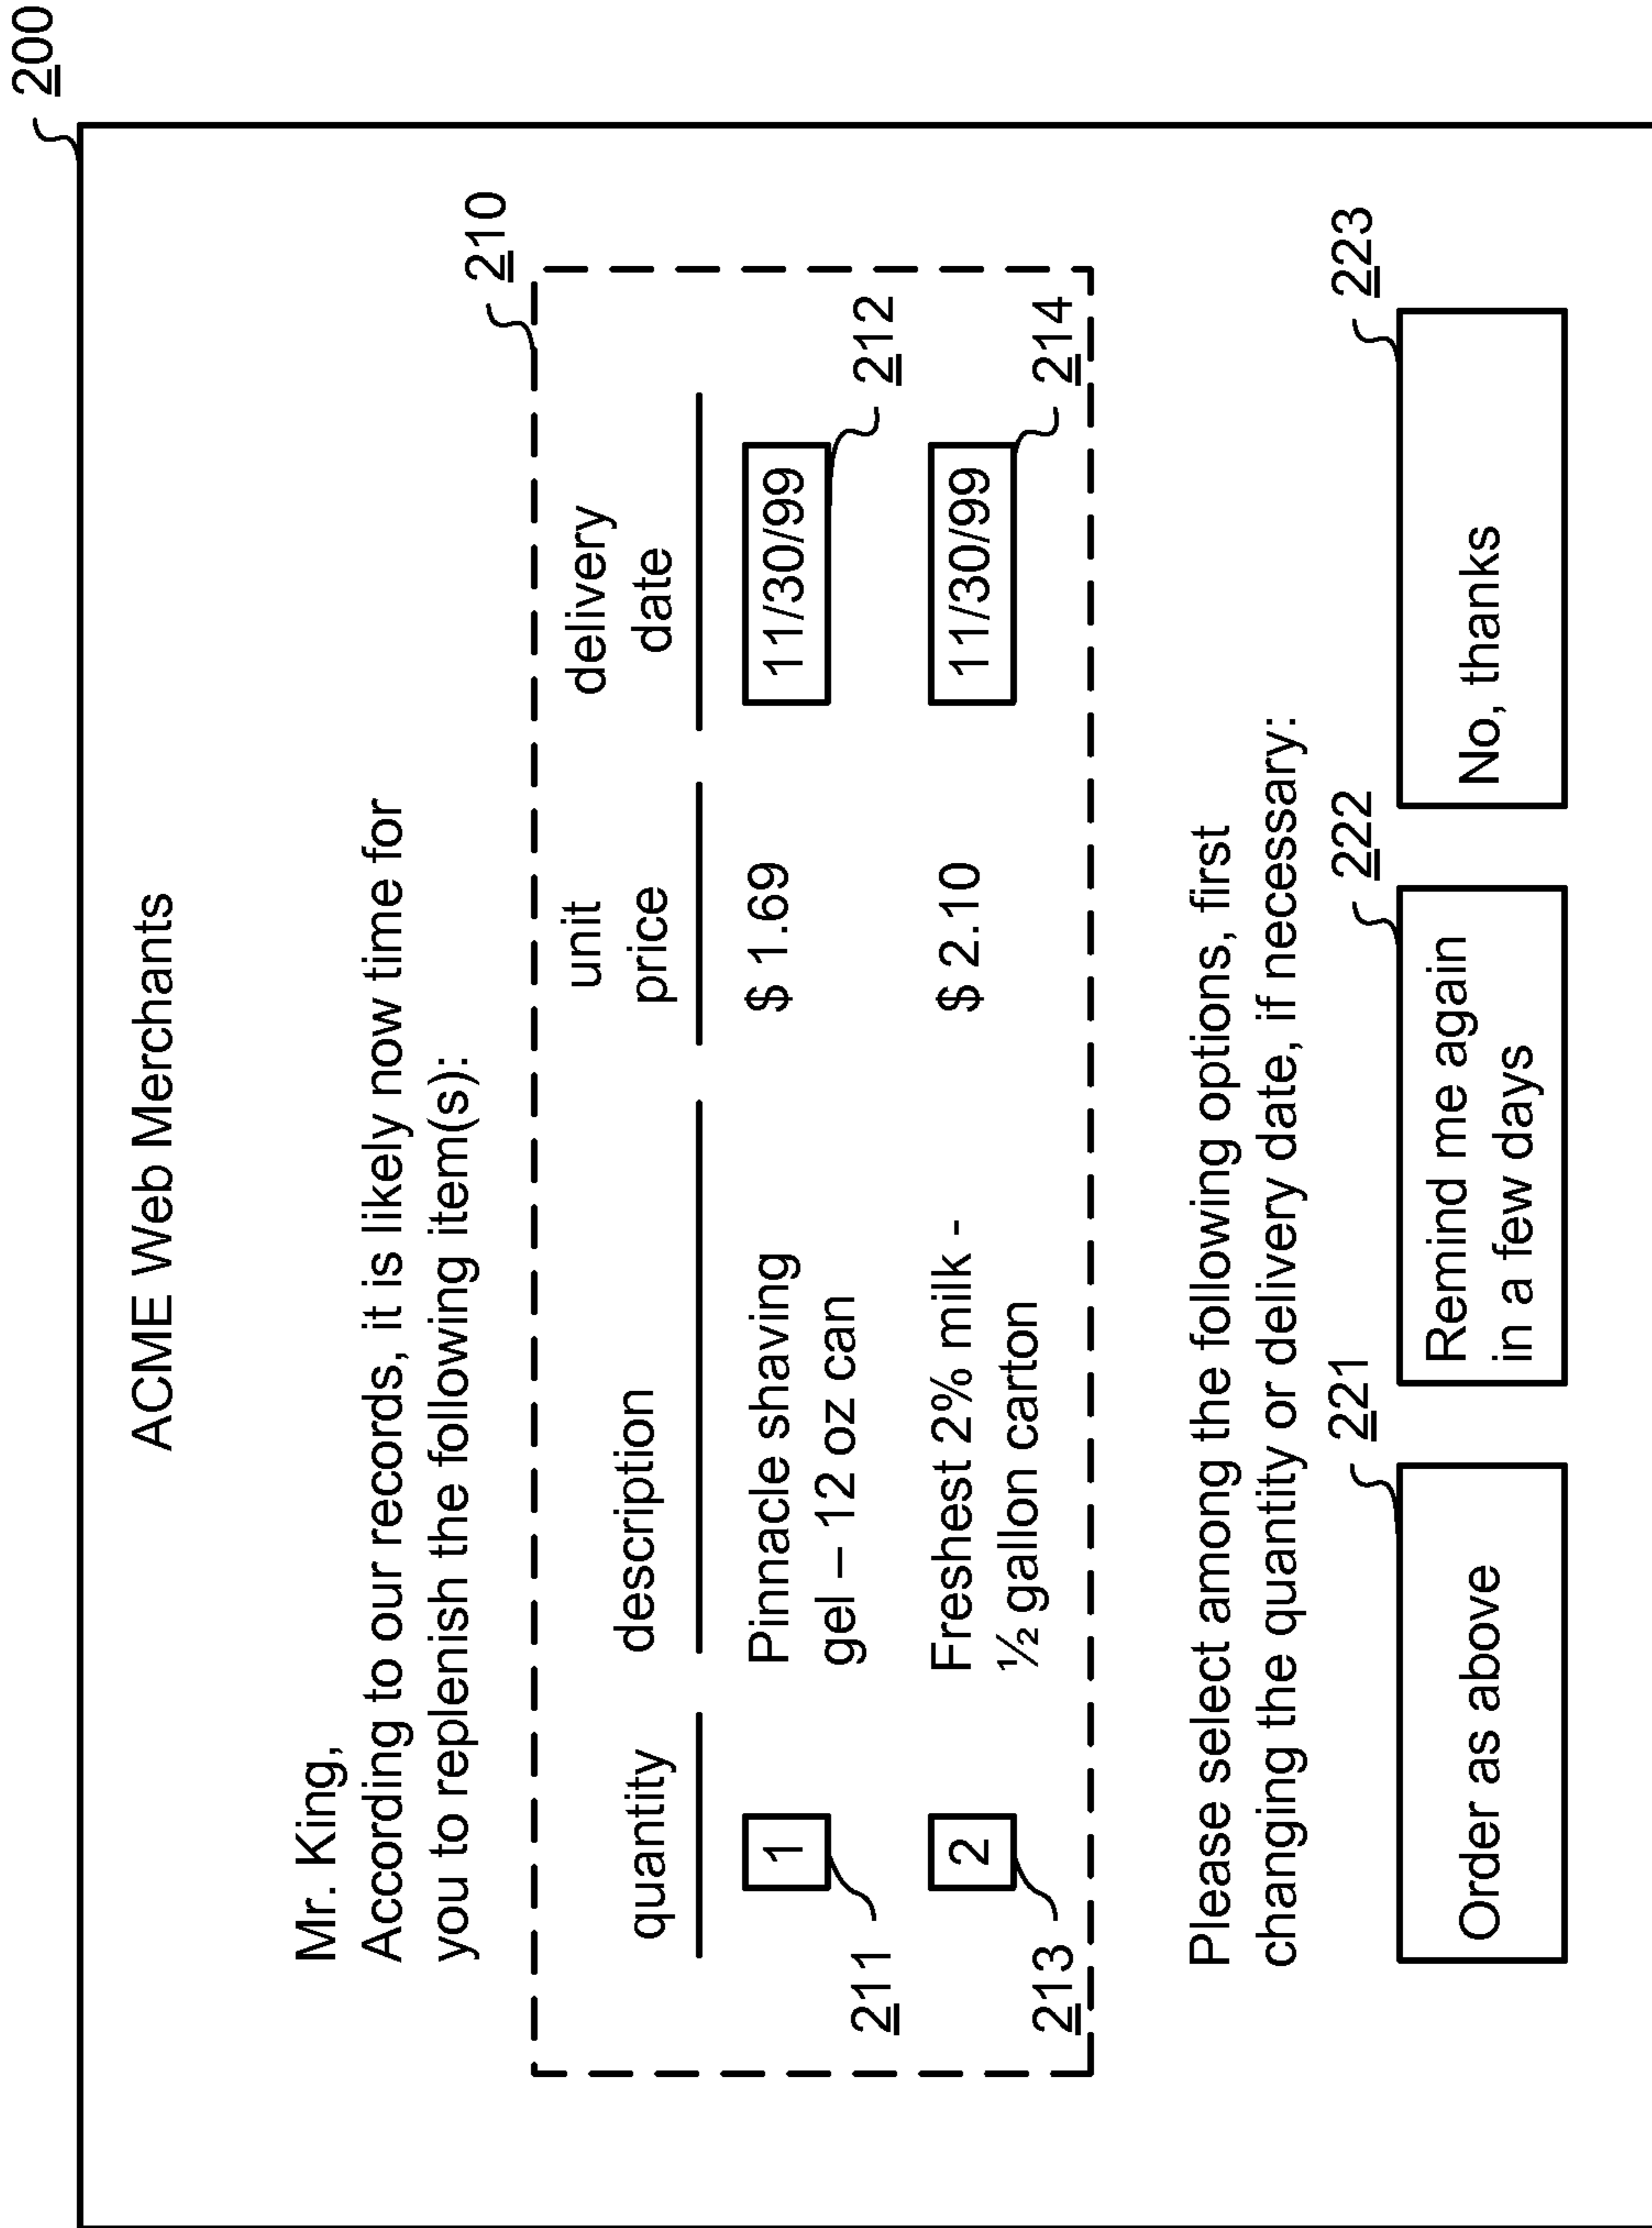 200
ACME Web Merchants
Mr. King,
According to our records, it is likely now time for
you to replenish the following item(s):
210
quantity
description
unit
price
delivery
date
1
Pinnacle shaving
gel – 12 oz can
$ 1.69
11/30/99
211
212
2
Freshest 2% milk -
½ gallon carton
$ 2.10
11/30/99
213
214
Please select among the following options, first
changing the quantity or delivery date, if necessary:
221
222
223
Order as above
Remind me again
in a few days
No, thanks